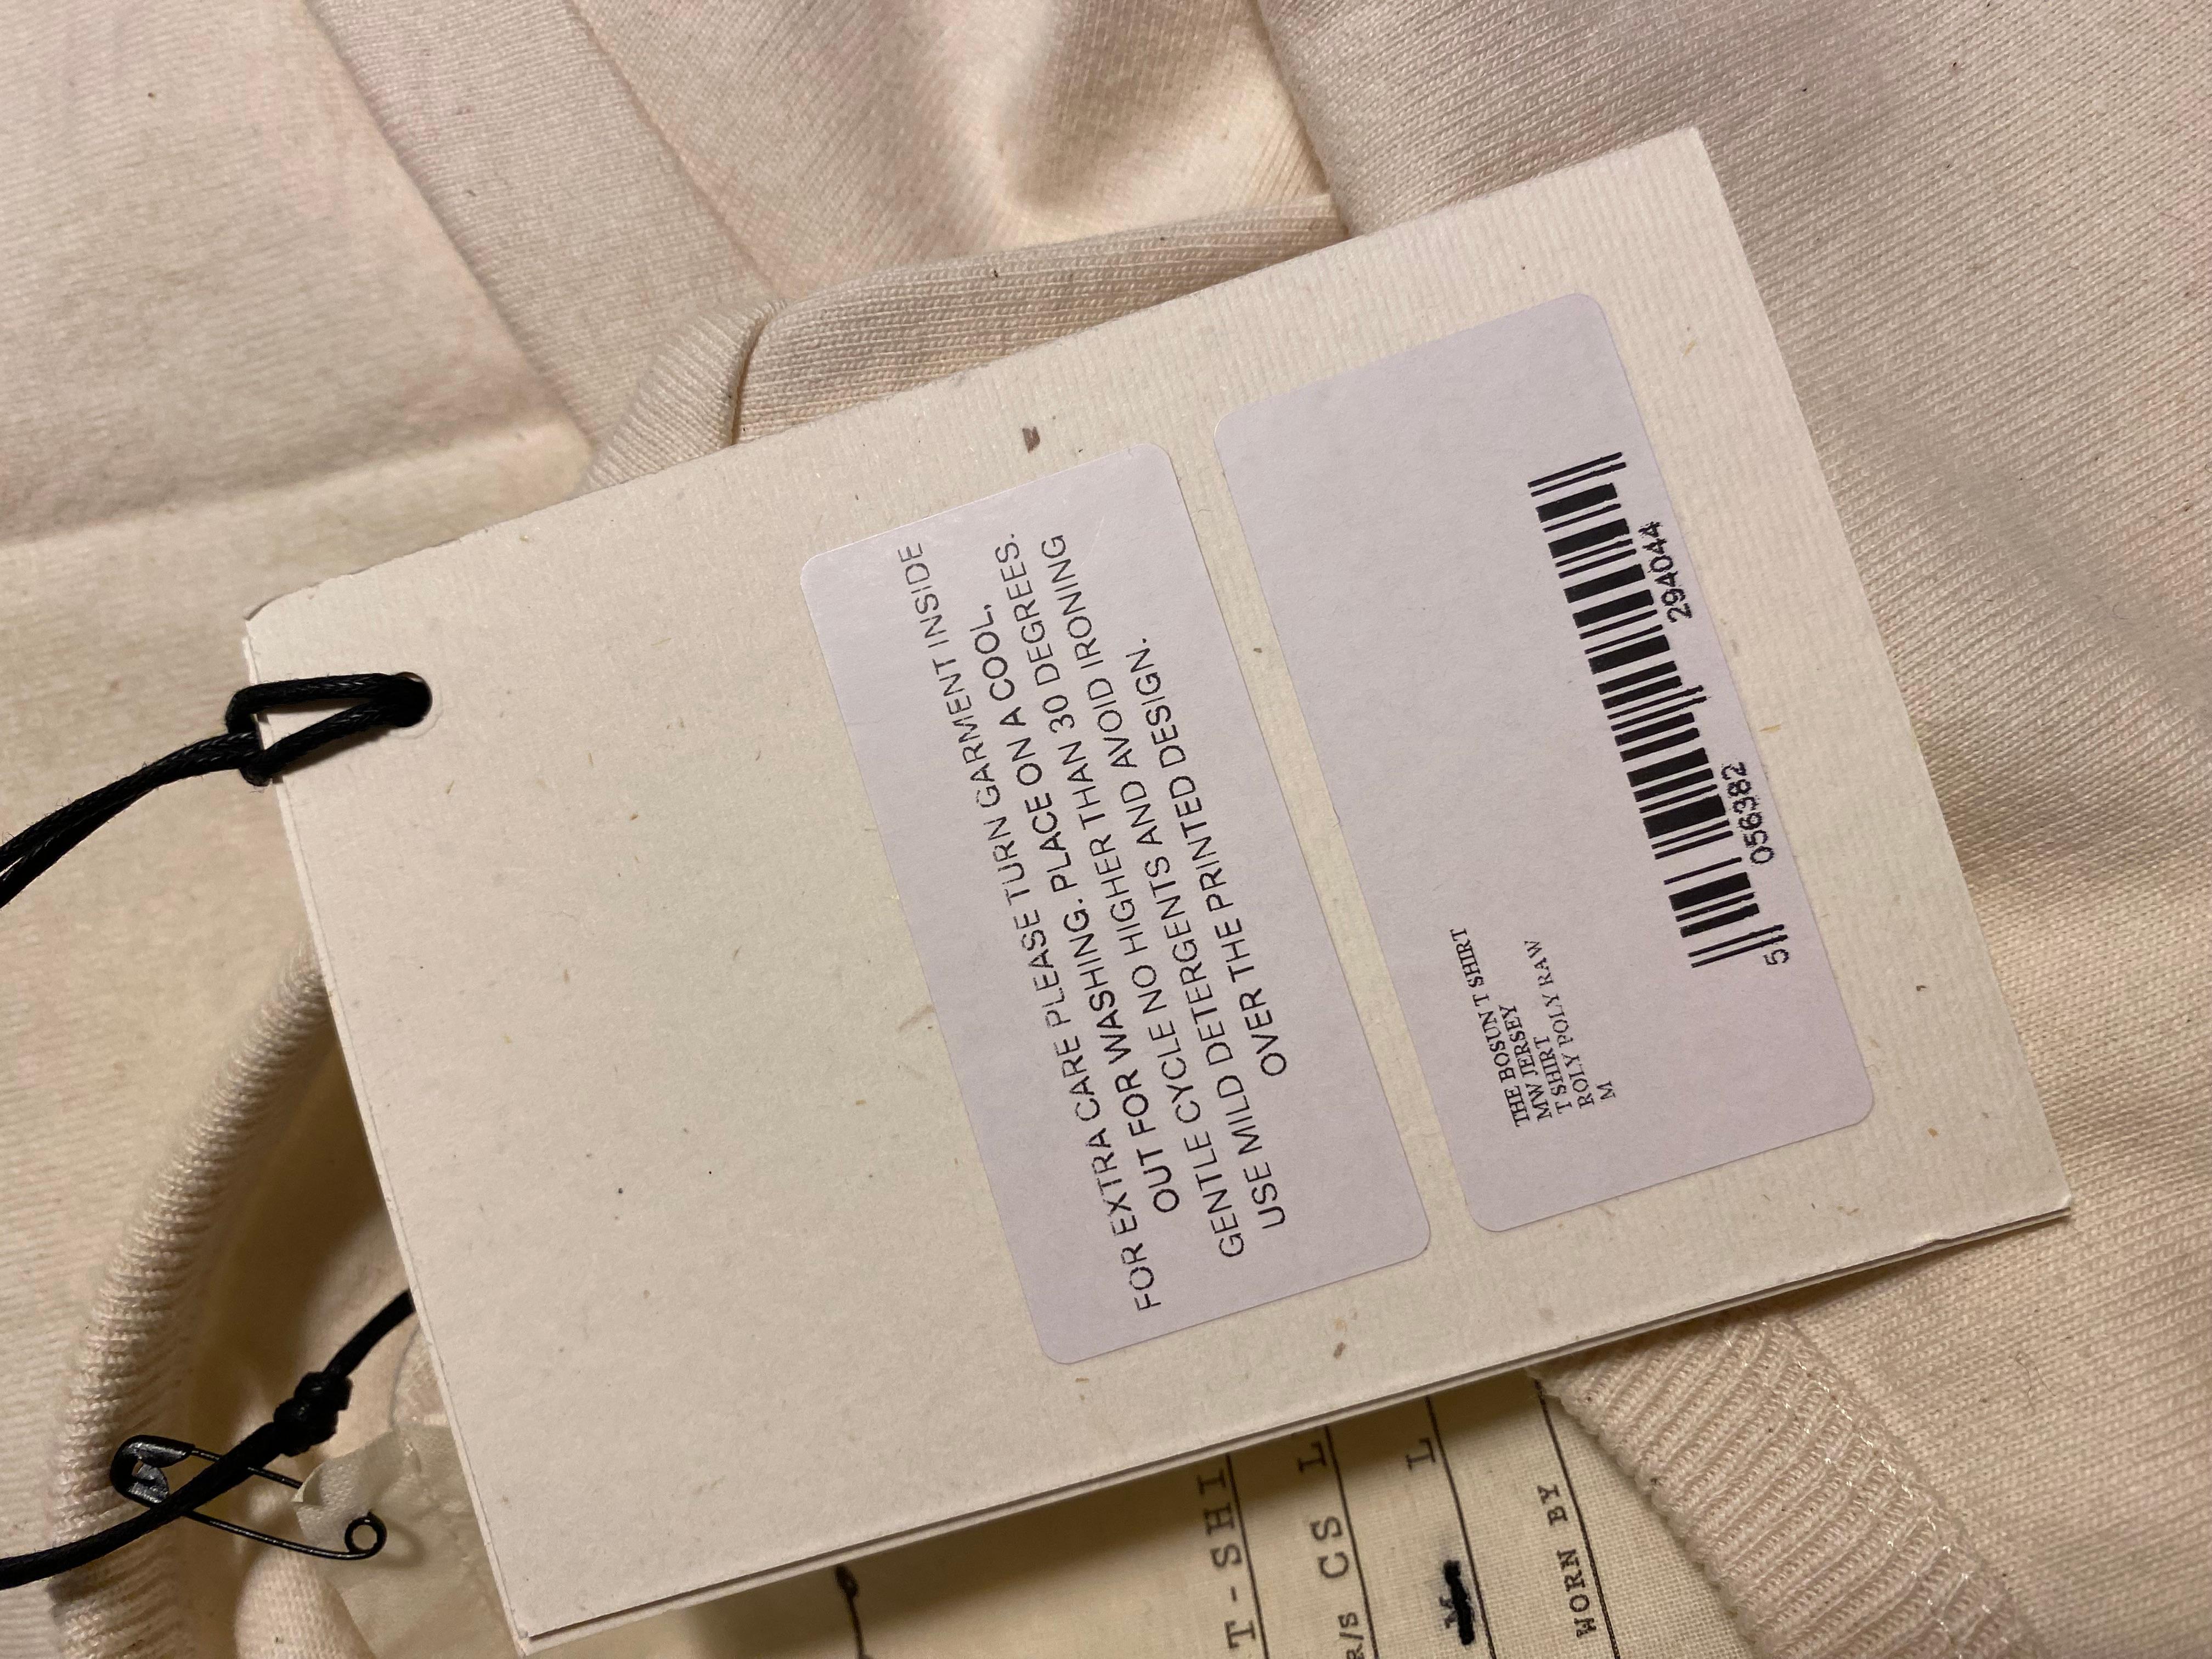 FOR EXTRA CARE PLEASE TURN GARMENT INSIDE
OUT FOR WASHING. PLACE ON A COOL,
GENTLE CYCLE NO HIGHER THAN 30 DEGREES.
USE MILD DETERGENTS AND AVOID IRONING
OVER THE PRINTED DESIGN.
THE BOSUN T SHIRT
MW JERSEY
T SHIRT
ROLY POLY RAW
M
5 056382 294044
T-SHI
R/s CS L
M L
WORN BY